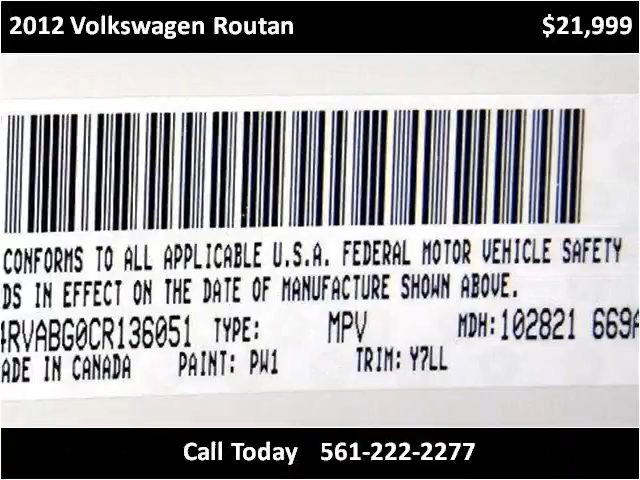 2012 Volkswagen Routan $21,999
CONFORMS TO ALL APPLICABLE U.S.A. FEDERAL MOTOR VEHICLE SAFETY
DS IN EFFECT ON THE DATE OF MANUFACTURE SHOWN ABOVE.
4RVABG0CR136051 TYPE: MPV MDH:102821 669A
ADE IN CANADA PAINT: PW1 TRIM: Y7LL
Call Today 561-222-2277